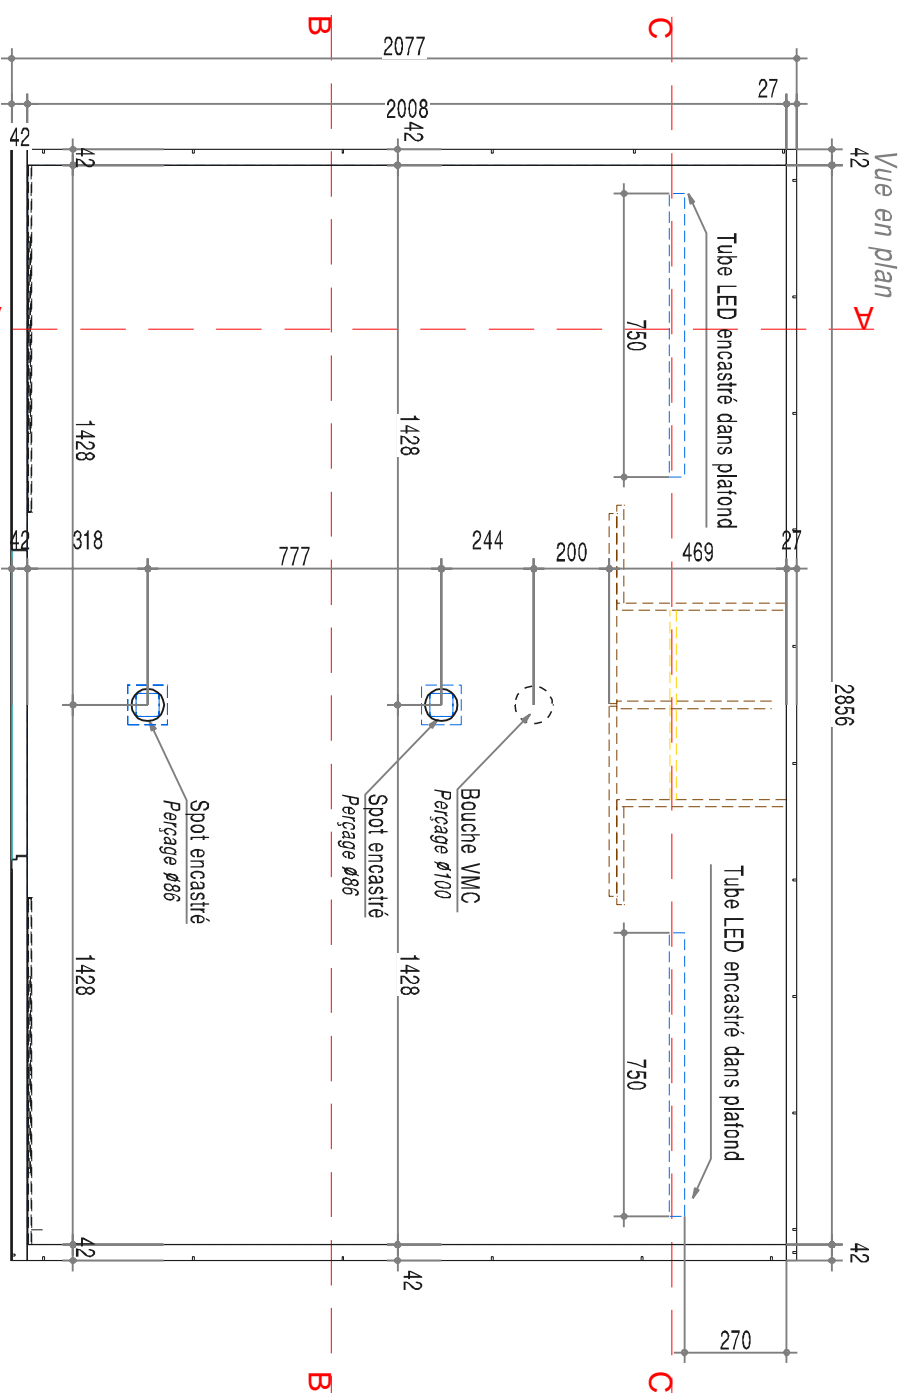 Vue en plan
B
C
2077
2008
27
42
42
42
42
A
Tube LED encastré dans plafond
750
1428
1428
42
318
777
244
200
469
27
2856
Spot encastré
Perçage ø86
Spot encastré
Perçage ø86
Bouche VMC
Perçage ø100
Tube LED encastré dans plafond
750
1428
1428
42
42
42
270
B
C